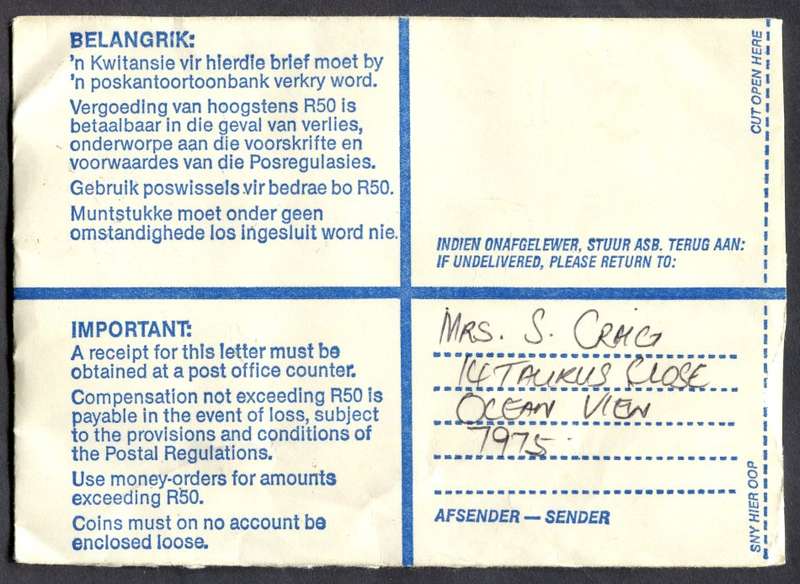 BELANGRIK:
'n Kwitansie vir hierdie brief moet by
'n poskantoortoonbank verkry word.
Vergoeding van hoogstens R50 is
betaalbaar in die geval van verlies,
onderworpe aan die voorskrifte en
voorwaardes van die Posregulasies.
Gebruik poswissels vir bedrae bo R50.
Muntstukke moet onder geen
omstandighede los ingesluit word nie.
CUT OPEN HERE
INDIEN ONAFGELEWER, STUUR ASB. TERUG AAN:
IF UNDELIVERED, PLEASE RETURN TO:
IMPORTANT:
A receipt for this letter must be
obtained at a post office counter.
Compensation not exceeding R50 is
payable in the event of loss, subject
to the provisions and conditions of
the Postal Regulations.
Use money-orders for amounts
exceeding R50.
Coins must on no account be
enclosed loose.
MRS. S. CRAIG
14 TAURUS CLOSE
OCEAN VIEW
7975
AFSENDER — SENDER
SNY HIER OOP